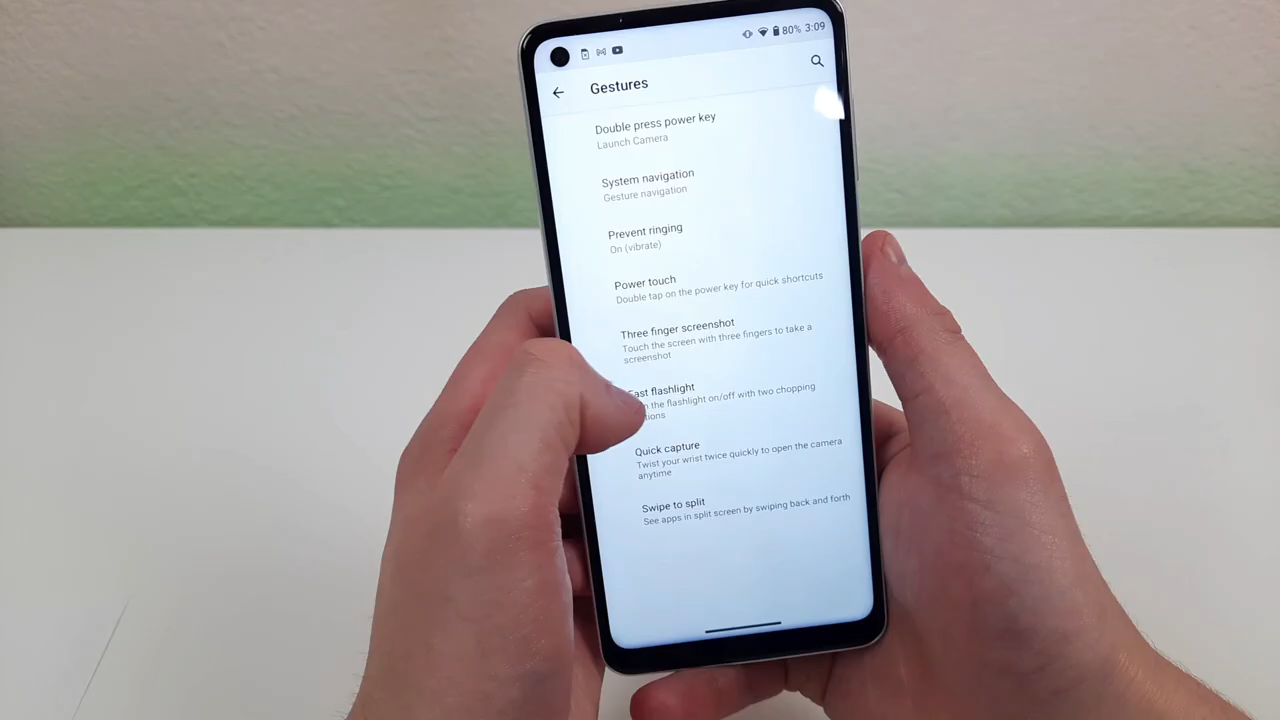 80% 3:09
Gestures
Double press power key
Launch Camera
System navigation
Gesture navigation
Prevent ringing
On (vibrate)
Power touch
Double tap on the power key for quick shortcuts
Three finger screenshot
Touch the screen with three fingers to take a
screenshot
Fast flashlight
the flashlight on/off with two chopping
Quick capture
Twist your wrist twice quickly to open the camera
anytime
Swipe to split
See apps in split screen by swiping back and forth